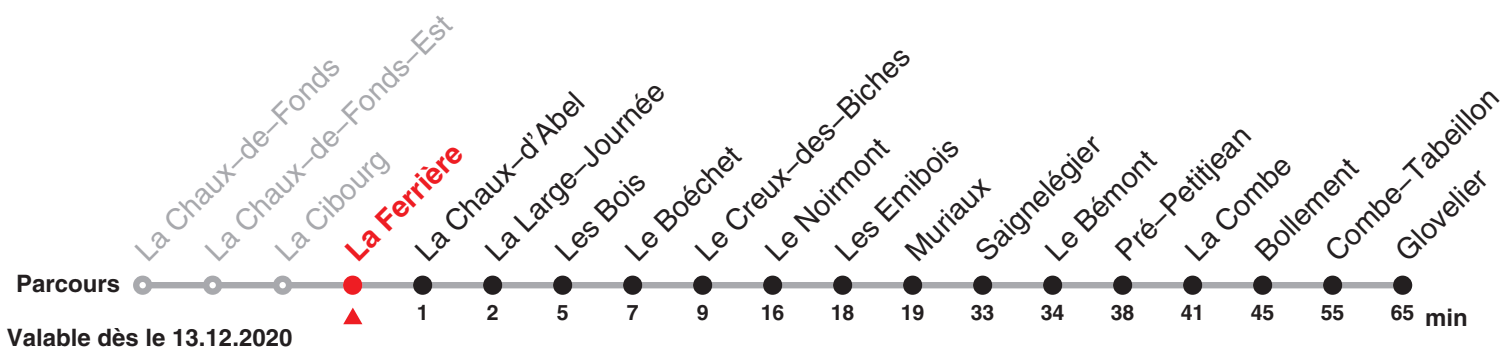 La Chaux–de–Fonds
La Chaux–de–Fonds–Est
La Cibourg
La Ferrière
La Chaux–d'Abel
La Large–Journée
Les Bois
Le Boéchet
Le Creux–des–Biches
Le Noirmont
Les Emibois
Muriaux
Saignelégier
Le Bémont
Pré–Petitjean
La Combe
Bollement
Combe–Tabeillon
Glovelier
Parcours
1 2 5 7 9 16 18 19 33 34 38 41 45 55 65 min
Valable dès le 13.12.2020